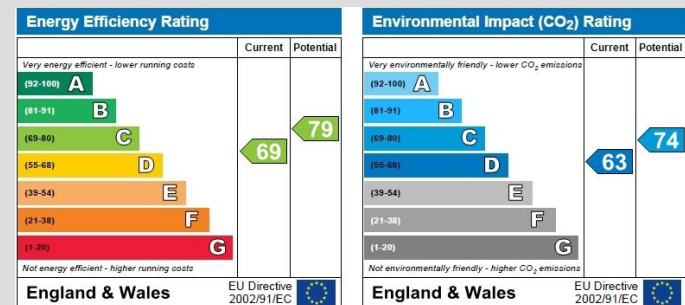 Energy Efficiency Rating
Current Potential
Very energy efficient - lower running costs
(92-100) A
(81-91) B
(69-80) C
(55-68) D
(39-54) E
(21-38) F
(1-20) G
69
79
Not energy efficient - higher running costs
England & Wales
EU Directive
2002/91/EC
Environmental Impact (CO₂) Rating
Current Potential
Very environmentally friendly - lower CO₂ emissions
(92-100) A
(81-91) B
(69-80) C
(55-68) D
(39-54) E
(21-38) F
(1-20) G
63
74
Not environmentally friendly - higher CO₂ emissions
England & Wales
EU Directive
2002/91/EC